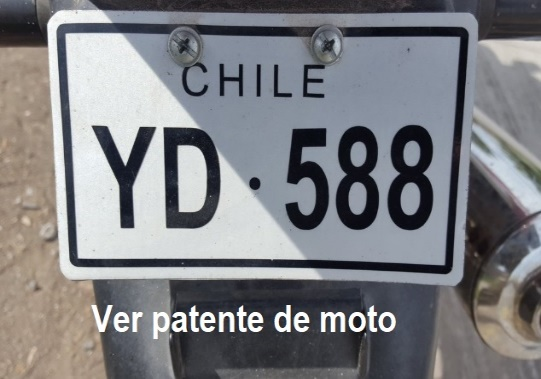 CHILE
YD·588
Ver patente de moto